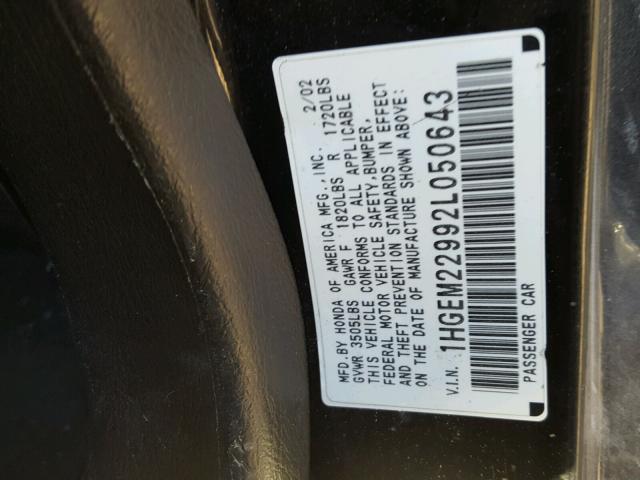 MFD.BY HONDA OF AMERICA MFG.,INC. 2/02
GVWR 3505LBS GAWR F 1820LBS R 1720LBS
THIS VEHICLE CONFORMS TO ALL APPLICABLE
FEDERAL MOTOR VEHICLE SAFETY,BUMPER,
AND THEFT PREVENTION STANDARDS IN EFFECT
ON THE DATE OF MANUFACTURE SHOWN ABOVE:
V.I.N. 1HGEM22992L050643
PASSENGER CAR